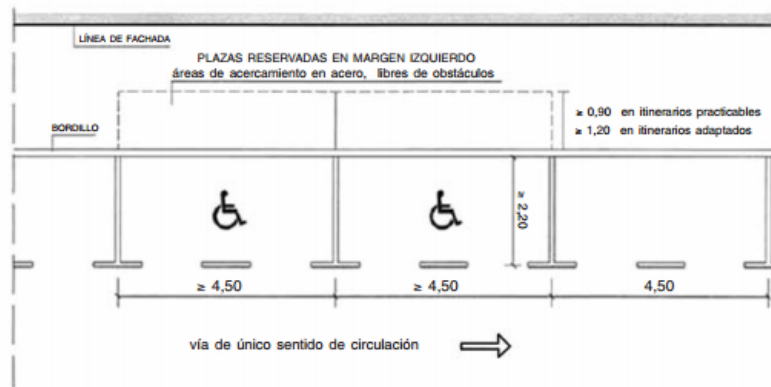 LÍNEA DE FACHADA
PLAZAS RESERVADAS EN MARGEN IZQUIERDO
áreas de acercamiento en acero, libres de obstáculos
≥ 0,90 en itinerarios practicables
≥ 1,20 en itinerarios adaptados
BORDILLO
≥ 2,20
≥ 4,50
≥ 4,50
4,50
vía de único sentido de circulación